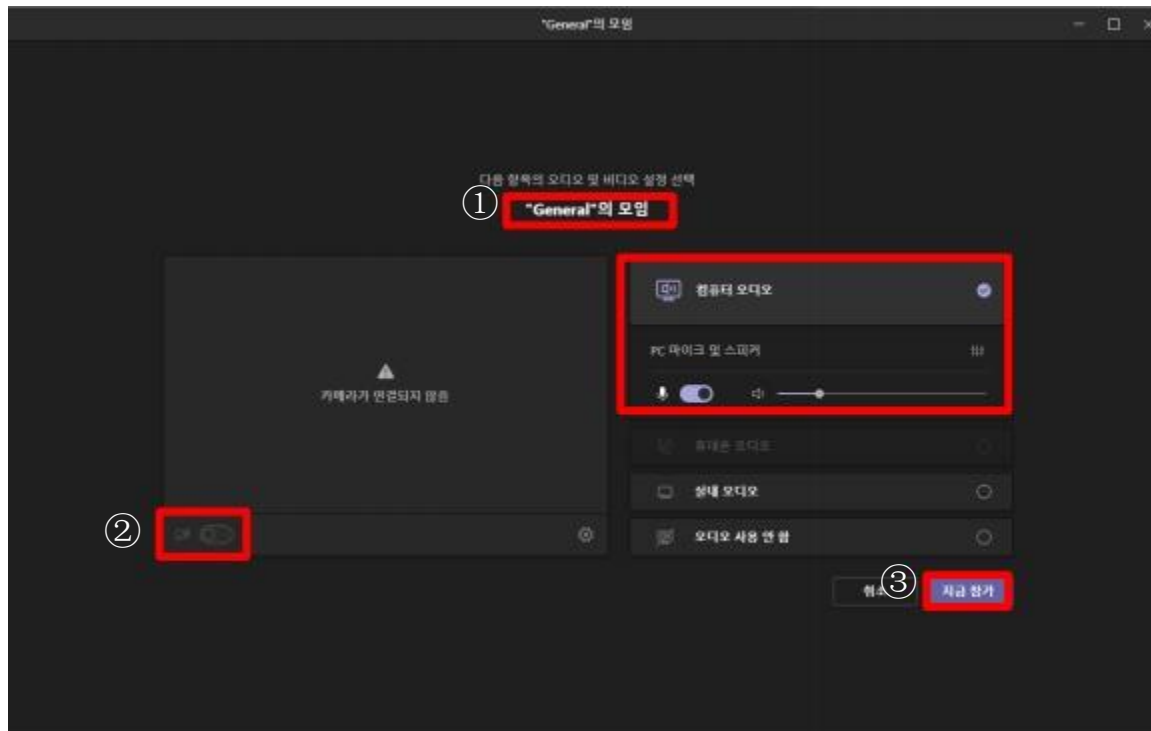 "General"의 모임
다음 항목의 오디오 및 비디오 설정 선택
①
"General"의 모임
컴퓨터 오디오
PC 마이크 및 스피커
카메라가 연결되지 않음
휴대폰 오디오
실내 오디오
②
오디오 사용 안 함
취소
③
지금 참가